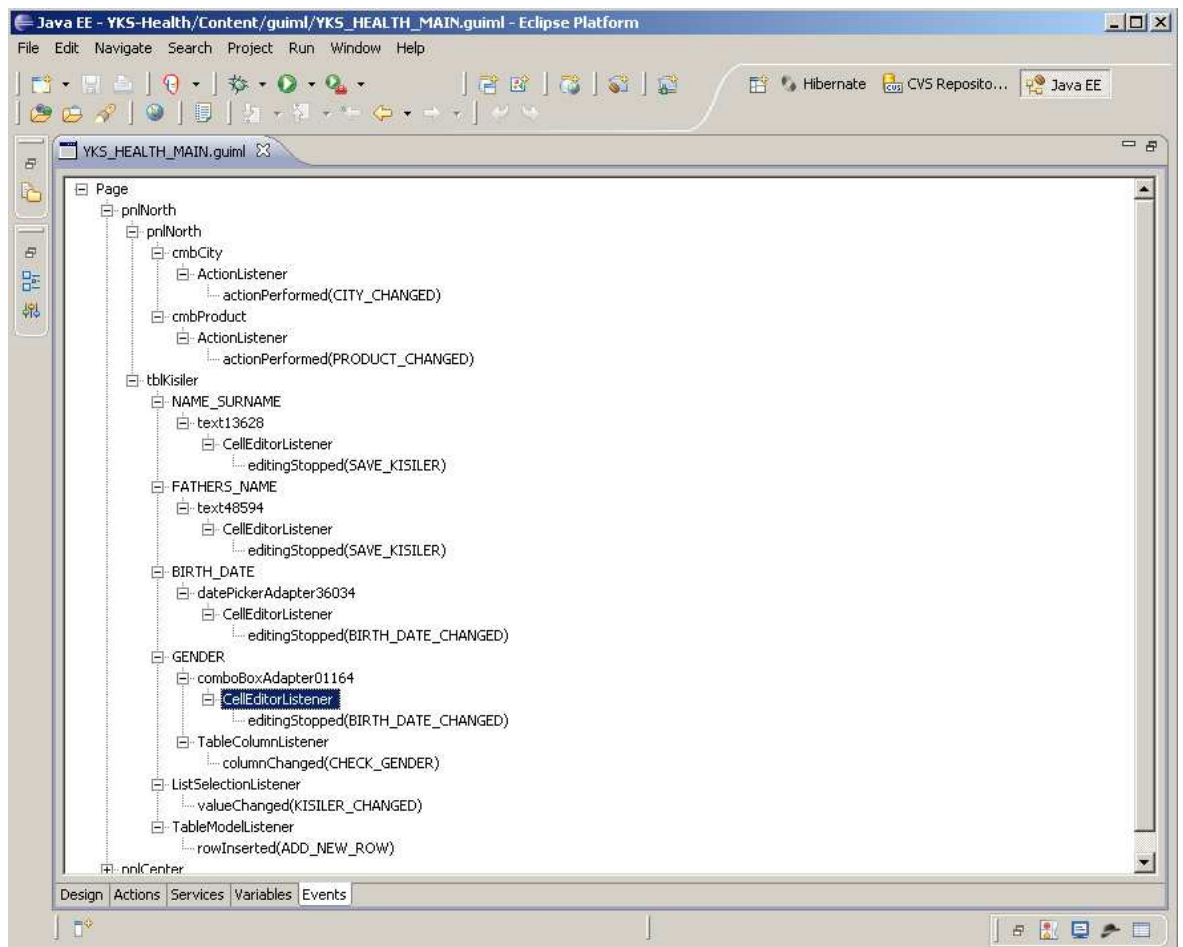 Java EE - YKS-Health/Content/guiml/YKS_HEALTH_MAIN.guiml - Eclipse Platform
File Edit Navigate Search Project Run Window Help
Hibernate CVS Reposito... Java EE
YKS_HEALTH_MAIN.guiml
Page
pnlNorth
pnlNorth
cmbCity
ActionListener
actionPerformed(CITY_CHANGED)
cmbProduct
ActionListener
actionPerformed(PRODUCT_CHANGED)
tblKisiler
NAME_SURNAME
text13628
CellEditorListener
editingStopped(SAVE_KISILER)
FATHERS_NAME
text48594
CellEditorListener
editingStopped(SAVE_KISILER)
BIRTH_DATE
datePickerAdapter36034
CellEditorListener
editingStopped(BIRTH_DATE_CHANGED)
GENDER
comboBoxAdapter01164
CellEditorListener
editingStopped(BIRTH_DATE_CHANGED)
TableColumnListener
columnChanged(CHECK_GENDER)
ListSelectionListener
valueChanged(KISILER_CHANGED)
TableModelListener
rowInserted(ADD_NEW_ROW)
pnlCenter
Design Actions Services Variables Events